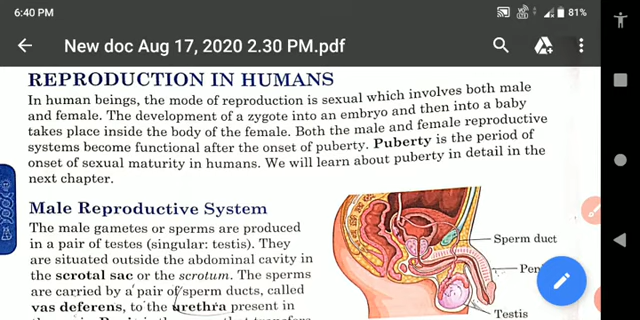 6:40 PM
81%
New doc Aug 17, 2020 2.30 PM.pdf
REPRODUCTION IN HUMANS
In human beings, the mode of reproduction is sexual which involves both male
and female. The development of a zygote into an embryo and then into a baby
takes place inside the body of the female. Both the male and female reproductive
systems become functional after the onset of puberty. Puberty is the period of
onset of sexual maturity in humans. We will learn about puberty in detail in the
next chapter.
Male Reproductive System
The male gametes or sperms are produced
in a pair of testes (singular: testis). They
are situated outside the abdominal cavity in
the scrotal sac or the scrotum. The sperms
are carried by a pair of sperm ducts, called
vas deferens, to the urethra present in
Sperm duct
Testis